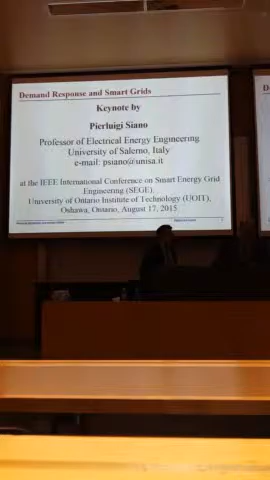 Demand Response and Smart Grids
Keynote by
Pierluigi Siano
Professor of Electrical Energy Engineering
University of Salerno, Italy
e-mail: psiano@unisa.it
at the IEEE International Conference on Smart Energy Grid
Engineering (SEGE).
University of Ontario Institute of Technology (UOIT),
Oshawa, Ontario, August 17, 2015
D